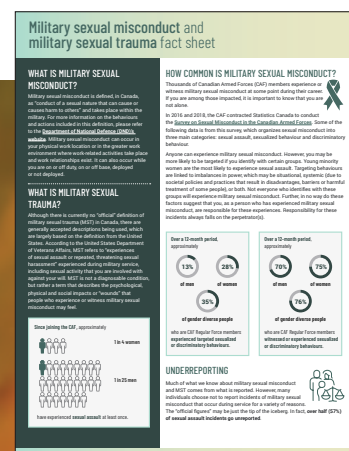 Military sexual misconduct and
military sexual trauma fact sheet
WHAT IS MILITARY SEXUAL
MISCONDUCT?
Military sexual misconduct is defined, in Canada,
as "conduct of a sexual nature that can cause or
causes harm to others" and takes place within the
military. For more information on the behaviours
and actions included in this definition, please refer
to the Department of National Defence (DND)'s
website. Military sexual misconduct can occur in
your physical work location or in the greater work
environment where work-related activities take place
and work relationships exist. It can also occur while
you are on or off duty, on or off base, deployed
or not deployed.
WHAT IS MILITARY SEXUAL
TRAUMA?
Although there is currently no "official" definition of
military sexual trauma (MST) in Canada, there are
generally accepted descriptions being used, which
are largely based on the definition from the United
States. According to the United States Department
of Veterans Affairs, MST refers to "experiences
of sexual assault or repeated, threatening sexual
harassment" experienced during military service,
including sexual activity that you are involved with
against your will. MST is not a diagnosable condition,
but rather a term that describes the psychological,
physical and social impacts or "wounds" that
people who experience or witness military sexual
misconduct may feel.
Since joining the CAF, approximately
1 in 4 women
1 in 25 men
have experienced sexual assault at least once.
HOW COMMON IS MILITARY SEXUAL MISCONDUCT?
Thousands of Canadian Armed Forces (CAF) members experience or
witness military sexual misconduct at some point during their career.
If you are among those impacted, it is important to know that you are
not alone.
In 2016 and 2018, the CAF contracted Statistics Canada to conduct
the Survey on Sexual Misconduct in the Canadian Armed Forces. Some of the
following data is from this survey, which organizes sexual misconduct into
three main categories: sexual assault, sexualized behaviour and discriminatory
behaviour.
Anyone can experience military sexual misconduct. However, you may be
more likely to be targeted if you identify with certain groups. Young minority
women are the most likely to experience sexual assault. Targeting behaviours
are linked to imbalances in power, which may be situational, systemic (due to
societal policies and practices that result in disadvantages, barriers or harmful
treatment of some people), or both. Not everyone who identifies with these
groups will experience military sexual misconduct. Further, in no way do these
factors suggest that you, as a person who has experienced military sexual
misconduct, are responsible for these experiences. Responsibility for these
incidents always falls on the perpetrator(s).
Over a 12-month period,
approximately
13%
28%
of men
of women
35%
of gender diverse people
who are CAF Regular Force members
experienced targeted sexualized
or discriminatory behaviours.
Over a 12-month period,
approximately
70%
75%
of men
of women
76%
of gender diverse people
who are CAF Regular Force members
witnessed or experienced sexualized
or discriminatory behaviours.
UNDERREPORTING
Much of what we know about military sexual misconduct
and MST comes from what is reported. However, many
individuals choose not to report incidents of military sexual
misconduct that occur during service for a variety of reasons.
The "official figures" may be just the tip of the iceberg. In fact, over half (57%)
of sexual assault incidents go unreported.